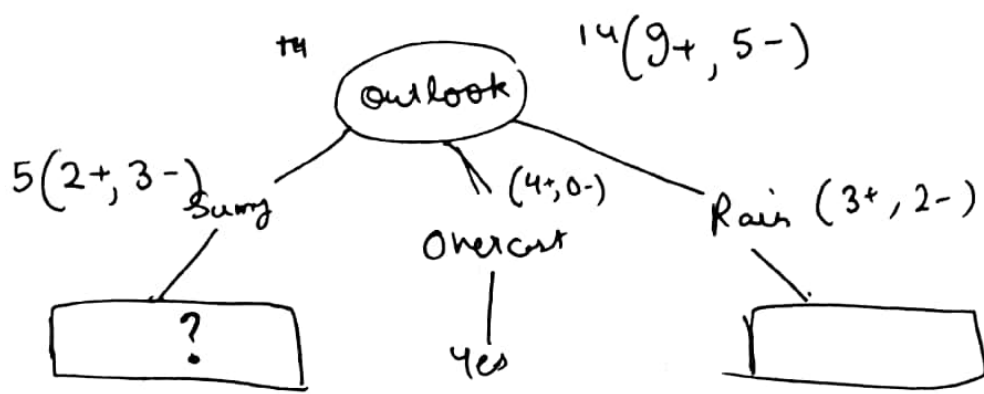 14 14(9+, 5-)
Outlook
5(2+, 3-) Sunny (4+, 0-) Rain (3+, 2-)
Overcast
?
Yes